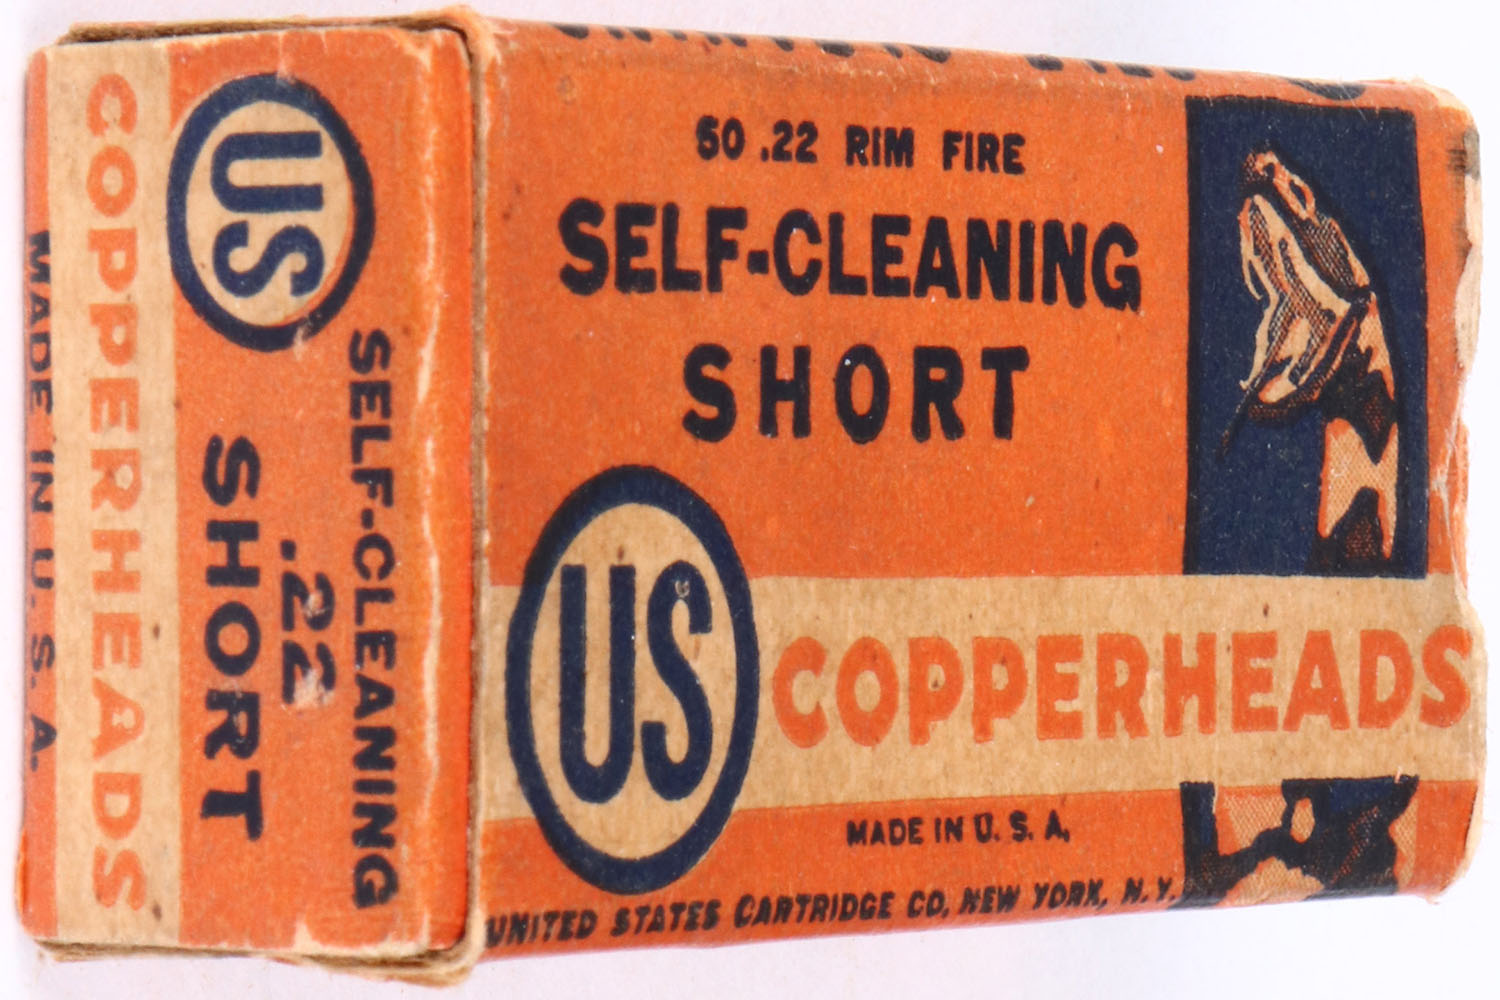 50 .22 RIM FIRE
SELF-CLEANING
SHORT
US
COPPERHEADS
MADE IN U. S. A.
UNITED STATES CARTRIDGE CO, NEW YORK, N. Y.
SELF-CLEANING
.22
SHORT
US
COPPERHEADS
MADE IN U. S. A.